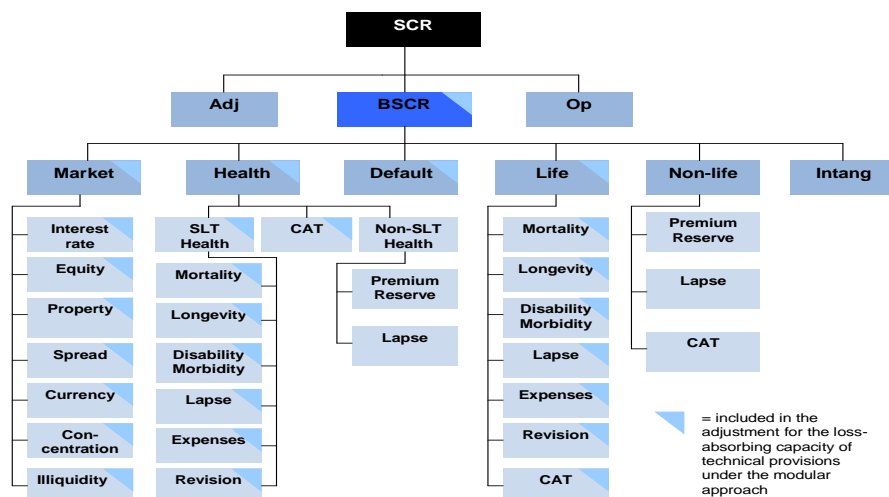 SCR
Adj
BSCR
Op
Market
Health
Default
Life
Non-life
Intang
Interest
rate
Equity
Property
Spread
Currency
Con-
centration
Illiquidity
SLT
Health
CAT
Non-SLT
Health
Mortality
Longevity
Disability
Morbidity
Lapse
Expenses
Revision
Premium
Reserve
Lapse
Mortality
Longevity
Disability
Morbidity
Lapse
Expenses
Revision
CAT
Premium
Reserve
Lapse
CAT
= included in the
adjustment for the loss-
absorbing capacity of
technical provisions
under the modular
approach